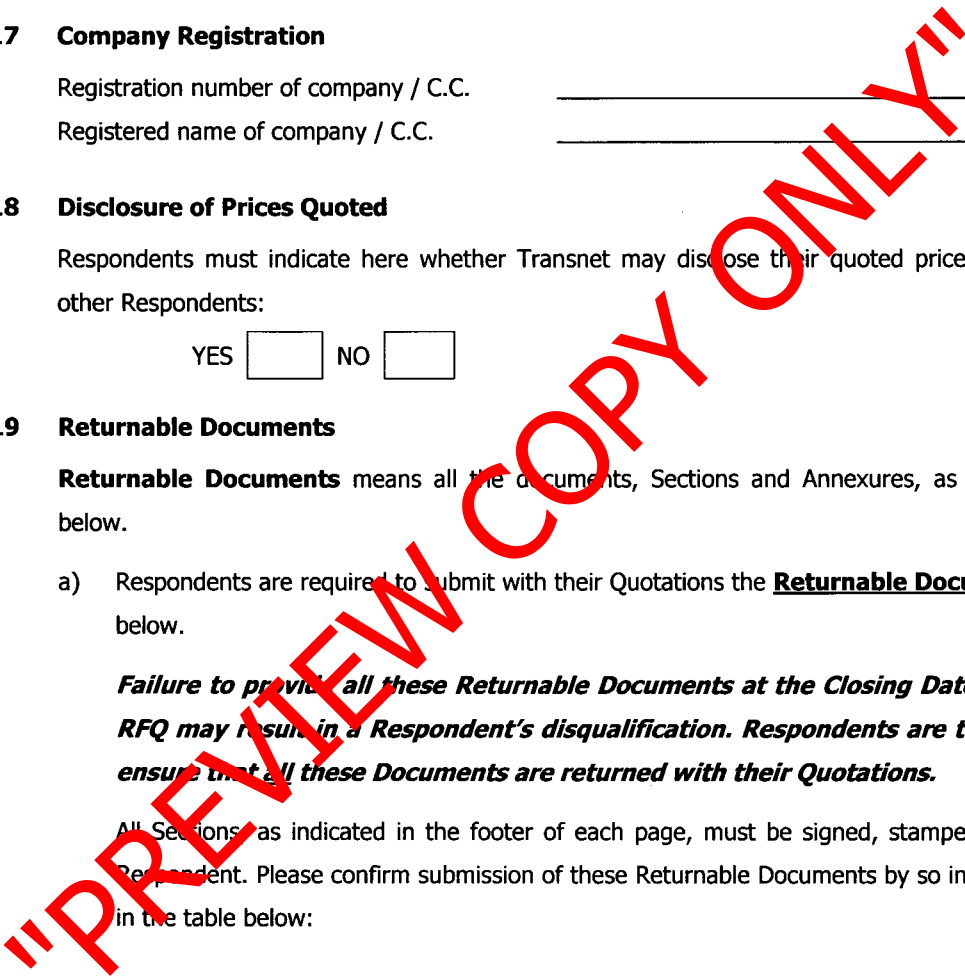 .7 Company Registration
Registration number of company / C.C.
Registered name of company / C.C.
.8 Disclosure of Prices Quoted
Respondents must indicate here whether Transnet may disclose their quoted price
other Respondents:
YES NO
.9 Returnable Documents
Returnable Documents means all the documents, Sections and Annexures, as
below.
a) Respondents are required to submit with their Quotations the Returnable Docu
below.
Failure to provide all these Returnable Documents at the Closing Date
RFQ may result in a Respondent's disqualification. Respondents are t
ensure that all these Documents are returned with their Quotations.
All Sections, as indicated in the footer of each page, must be signed, stampe
Respondent. Please confirm submission of these Returnable Documents by so in
in the table below:
"PREVIEW COPY ONLY"